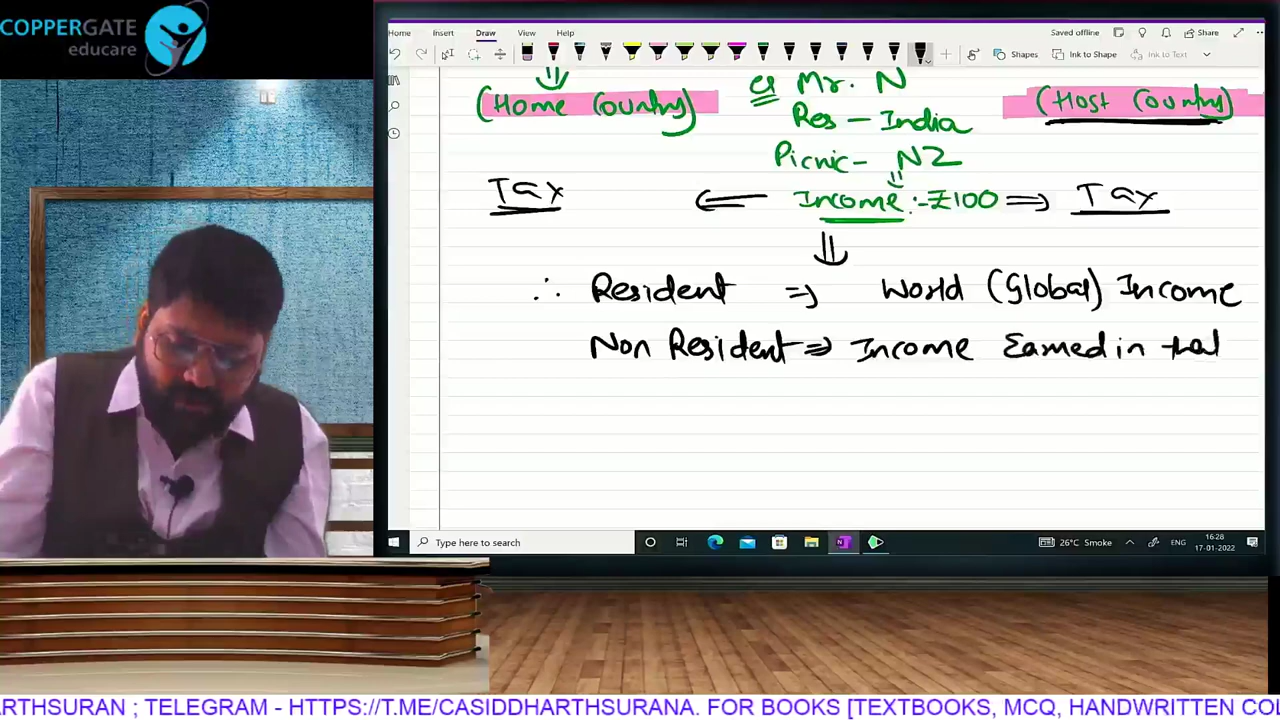 COPPERGATE
educare
Home Insert Draw View Help
Saved offline Share
Shapes Ink to Shape Ink to Text
(Home Country)
eg Mr. N
(Host Country)
Res - India
Picnic - NZ
Tax
Income :- ₹100
Tax
∴ Resident ⇒ World (Global) Income
Non Resident ⇒ Income Earned in that
Type here to search
26°C Smoke ENG 16:28
17-01-2022
ARTHSURAN ; TELEGRAM - HTTPS://T.ME/CASIDDHARTHSURANA. FOR BOOKS [TEXTBOOKS, MCQ, HANDWRITTEN COL